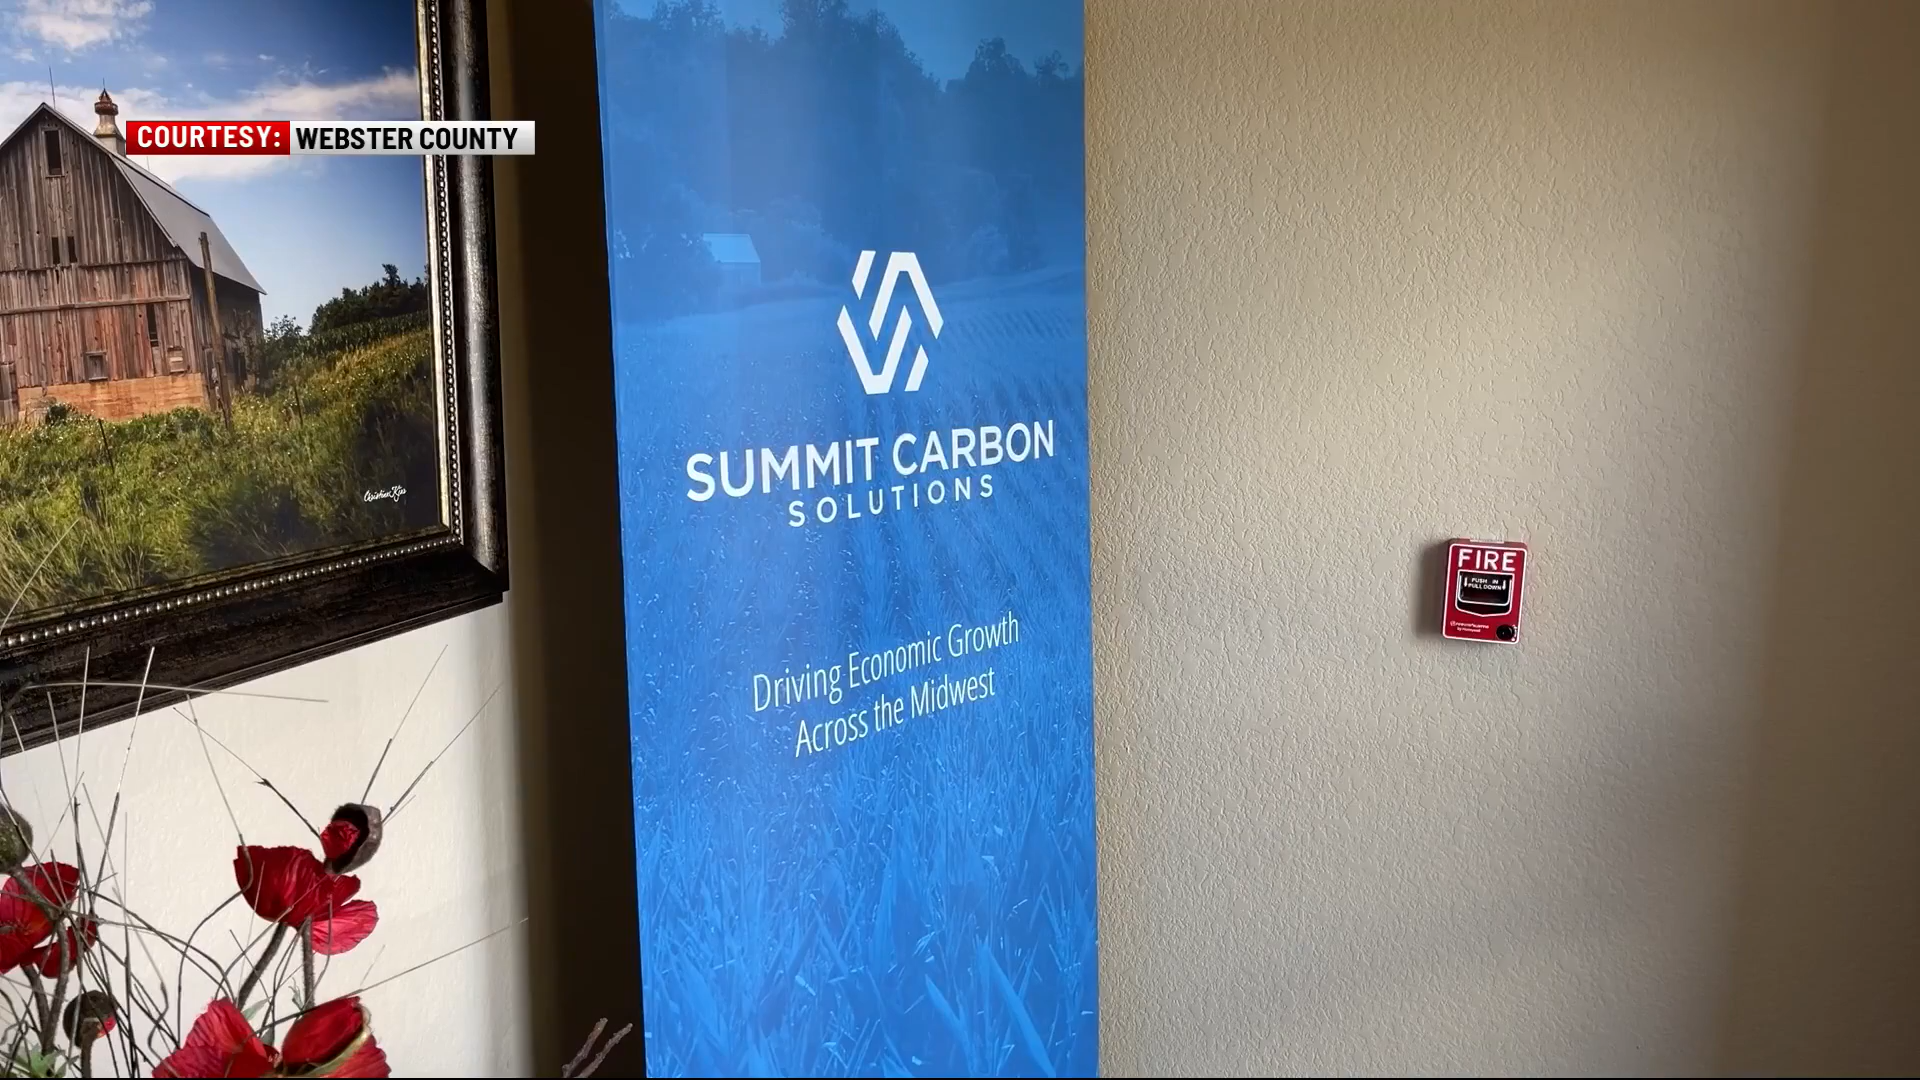 COURTESY: WEBSTER COUNTY
SUMMIT CARBON
SOLUTIONS
Driving Economic Growth
Across the Midwest
FIRE
PUSH IN
PULL DOWN